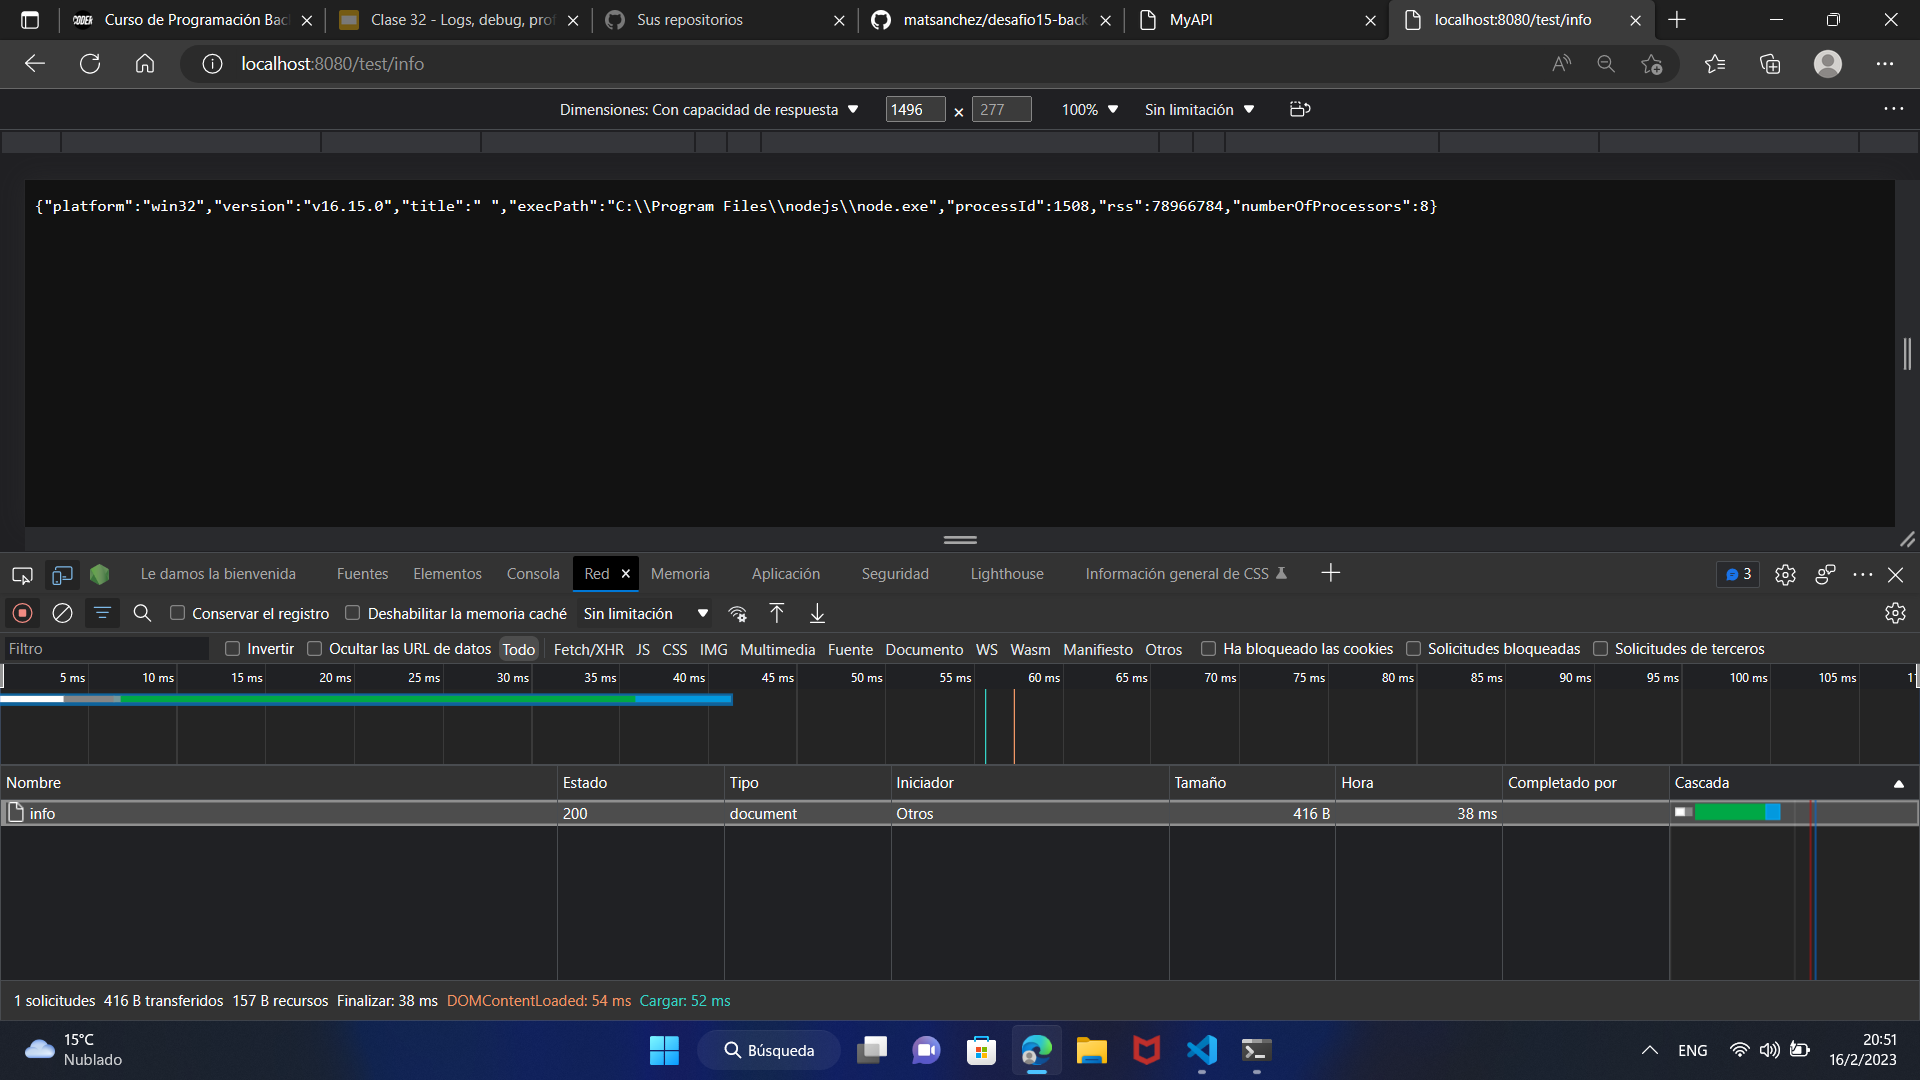 Curso de Programación Bac
Clase 32 - Logs, debug, prof
Sus repositorios
matsanchez/desafio15-back
MyAPI
localhost:8080/test/info
localhost:8080/test/info
Dimensiones: Con capacidad de respuesta
1496 × 277
100%
Sin limitación
{"platform":"win32","version":"v16.15.0","title":" ","execPath":"C:\\Program Files\\nodejs\\node.exe","processId":1508,"rss":78966784,"numberOfProcessors":8}
Le damos la bienvenida Fuentes Elementos Consola Red Memoria Aplicación Seguridad Lighthouse Información general de CSS 3
Conservar el registro Deshabilitar la memoria caché Sin limitación
Filtro Invertir Ocultar las URL de datos Todo Fetch/XHR JS CSS IMG Multimedia Fuente Documento WS Wasm Manifiesto Otros Ha bloqueado las cookies Solicitudes bloqueadas Solicitudes de terceros
5 ms 10 ms 15 ms 20 ms 25 ms 30 ms 35 ms 40 ms 45 ms 50 ms 55 ms 60 ms 65 ms 70 ms 75 ms 80 ms 85 ms 90 ms 95 ms 100 ms 105 ms
Nombre Estado Tipo Iniciador Tamaño Hora Completado por Cascada
info 200 document Otros 416 B 38 ms
1 solicitudes 416 B transferidos 157 B recursos Finalizar: 38 ms DOMContentLoaded: 54 ms Cargar: 52 ms
15°C
Nublado
Búsqueda
ENG
20:51
16/2/2023